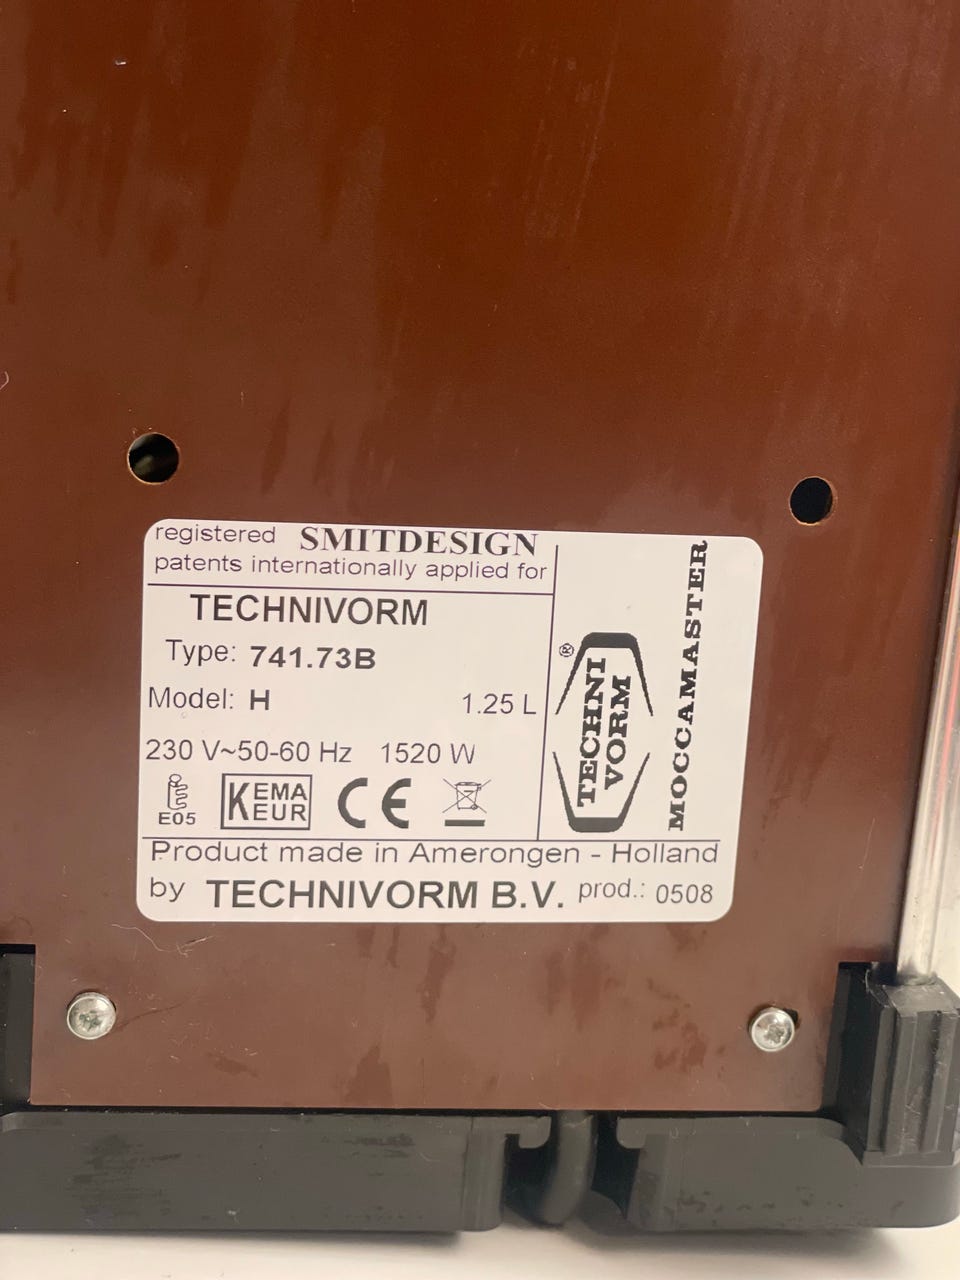 registered SMITDESIGN
patents internationally applied for
TECHNIVORM
Type: 741.73B
Model: H 1.25 L
230 V~50-60 Hz 1520 W
E05
KEMA
KEUR
CE
Product made in Amerongen - Holland
by TECHNIVORM B.V. prod.: 0508
®
TECHNI
VORM
MOCCAMASTER